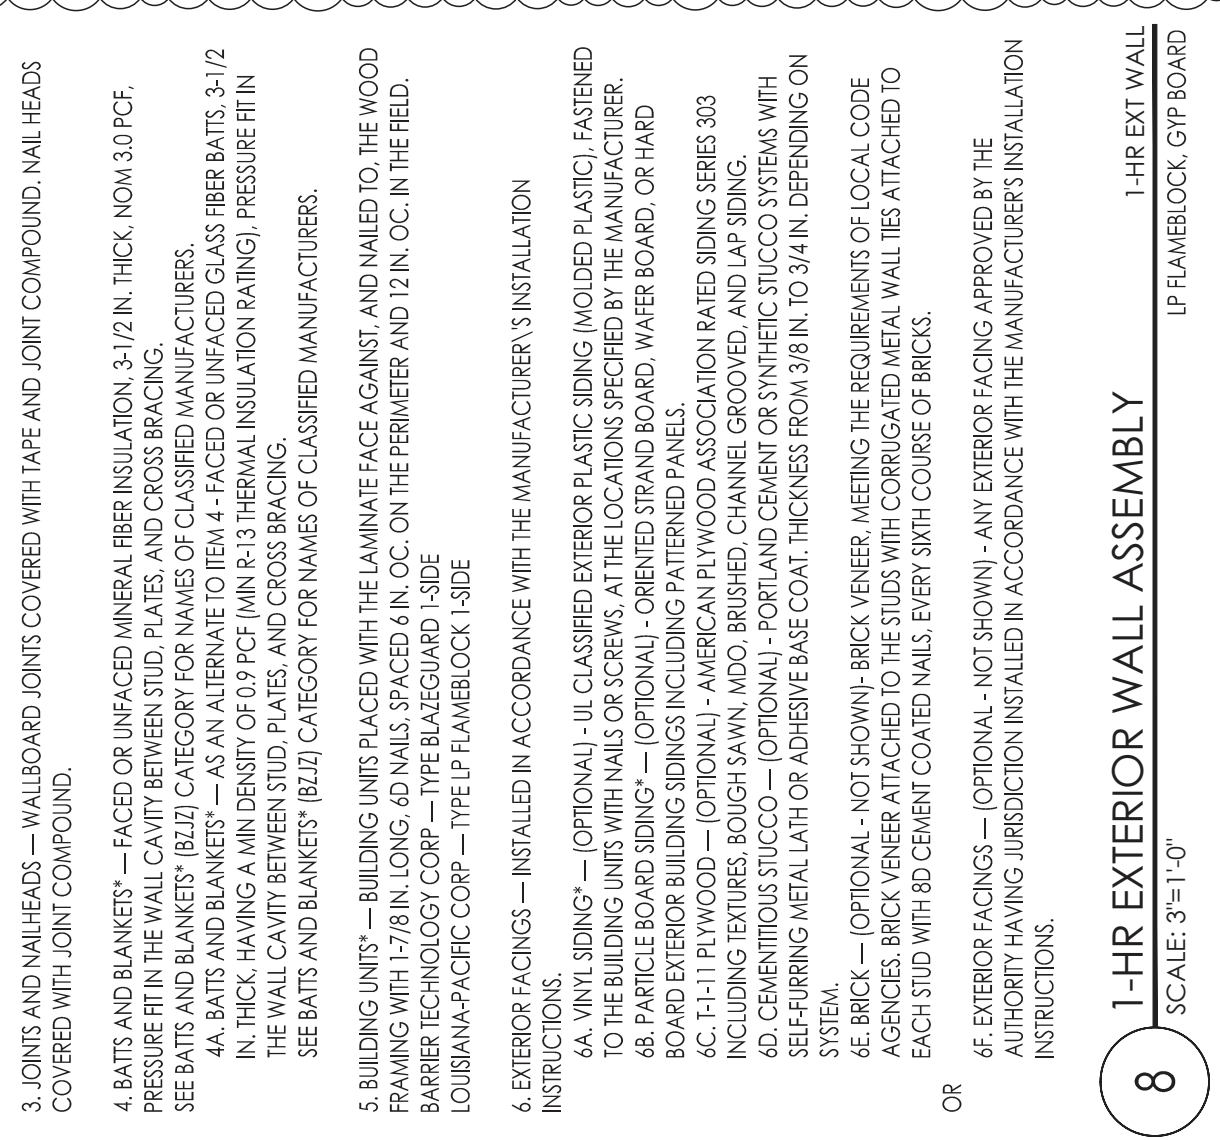 3. JOINTS AND NAILHEADS — WALLBOARD JOINTS COVERED WITH TAPE AND JOINT COMPOUND. NAIL HEADS
COVERED WITH JOINT COMPOUND.
4. BATTS AND BLANKETS* — FACED OR UNFACED MINERAL FIBER INSULATION, 3-1/2 IN. THICK, NOM 3.0 PCF,
PRESSURE FIT IN THE WALL CAVITY BETWEEN STUD, PLATES, AND CROSS BRACING.
SEE BATTS AND BLANKETS* (BZJZ) CATEGORY FOR NAMES OF CLASSIFIED MANUFACTURERS.
4A. BATTS AND BLANKETS* — AS AN ALTERNATE TO ITEM 4 - FACED OR UNFACED GLASS FIBER BATTS, 3-1/2
IN. THICK, HAVING A MIN DENSITY OF 0.9 PCF (MIN R-13 THERMAL INSULATION RATING), PRESSURE FIT IN
THE WALL CAVITY BETWEEN STUD, PLATES, AND CROSS BRACING.
SEE BATTS AND BLANKETS* (BZJZ) CATEGORY FOR NAMES OF CLASSIFIED MANUFACTURERS.
5. BUILDING UNITS* — BUILDING UNITS PLACED WITH THE LAMINATE FACE AGAINST, AND NAILED TO, THE WOOD
FRAMING WITH 1-7/8 IN. LONG, 6D NAILS, SPACED 6 IN. OC. ON THE PERIMETER AND 12 IN. OC. IN THE FIELD.
BARRIER TECHNOLOGY CORP — TYPE BLAZEGUARD 1-SIDE
LOUISIANA-PACIFIC CORP — TYPE LP FLAMEBLOCK 1-SIDE
6. EXTERIOR FACINGS — INSTALLED IN ACCORDANCE WITH THE MANUFACTURER\'S INSTALLATION
INSTRUCTIONS.
6A. VINYL SIDING* — (OPTIONAL) - UL CLASSIFIED EXTERIOR PLASTIC SIDING (MOLDED PLASTIC), FASTENED
TO THE BUILDING UNITS WITH NAILS OR SCREWS, AT THE LOCATIONS SPECIFIED BY THE MANUFACTURER.
6B. PARTICLE BOARD SIDING* — (OPTIONAL) - ORIENTED STRAND BOARD, WAFER BOARD, OR HARD
BOARD EXTERIOR BUILDING SIDINGS INCLUDING PATTERNED PANELS.
6C. T-1-11 PLYWOOD — (OPTIONAL) - AMERICAN PLYWOOD ASSOCIATION RATED SIDING SERIES 303
INCLUDING TEXTURES, BOUGH SAWN, MDO, BRUSHED, CHANNEL GROOVED, AND LAP SIDING.
6D. CEMENTITIOUS STUCCO — (OPTIONAL) - PORTLAND CEMENT OR SYNTHETIC STUCCO SYSTEMS WITH
SELF-FURRING METAL LATH OR ADHESIVE BASE COAT. THICKNESS FROM 3/8 IN. TO 3/4 IN. DEPENDING ON
SYSTEM.
6E. BRICK — (OPTIONAL - NOT SHOWN)- BRICK VENEER, MEETING THE REQUIREMENTS OF LOCAL CODE
AGENCIES. BRICK VENEER ATTACHED TO THE STUDS WITH CORRUGATED METAL WALL TIES ATTACHED TO
EACH STUD WITH 8D CEMENT COATED NAILS, EVERY SIXTH COURSE OF BRICKS.
OR
6F. EXTERIOR FACINGS — (OPTIONAL - NOT SHOWN) - ANY EXTERIOR FACING APPROVED BY THE
AUTHORITY HAVING JURISDICTION INSTALLED IN ACCORDANCE WITH THE MANUFACTURER'S INSTALLATION
INSTRUCTIONS.
8
1-HR EXTERIOR WALL ASSEMBLY
1-HR EXT WALL
SCALE: 3"= 1'-0"
LP FLAMEBLOCK, GYP BOARD